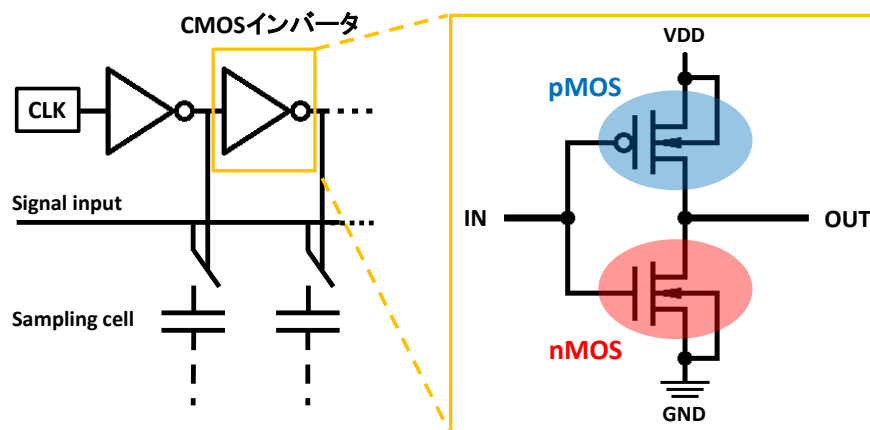 CMOSインバータ
CLK
Signal input
Sampling cell
VDD
pMOS
IN
OUT
nMOS
GND